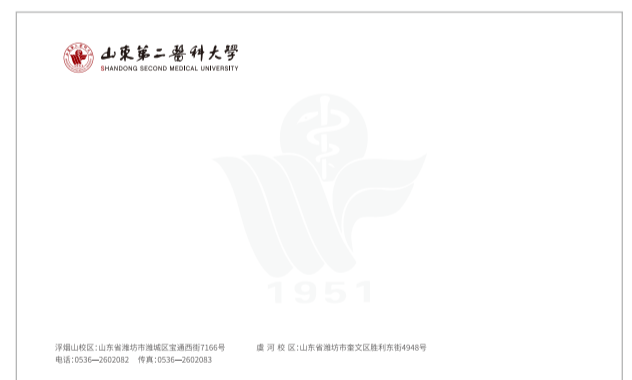 山東第二醫科大學
SHANDONG SECOND MEDICAL UNIVERSITY
1951
浮烟山校区:山东省潍坊市潍城区宝通西街7166号 虞河校区:山东省潍坊市奎文区胜利东街4948号
电话:0536—2602082 传真:0536—2602083